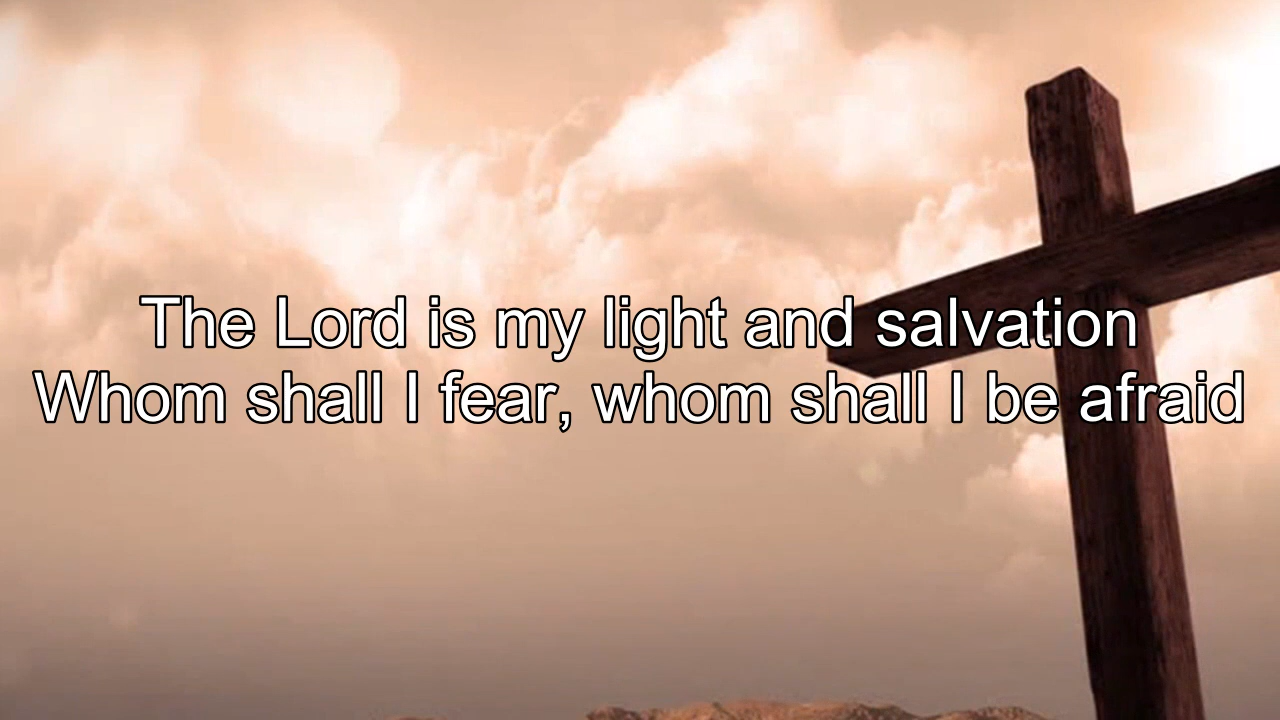 The Lord is my light and salvation
Whom shall I fear, whom shall I be afraid